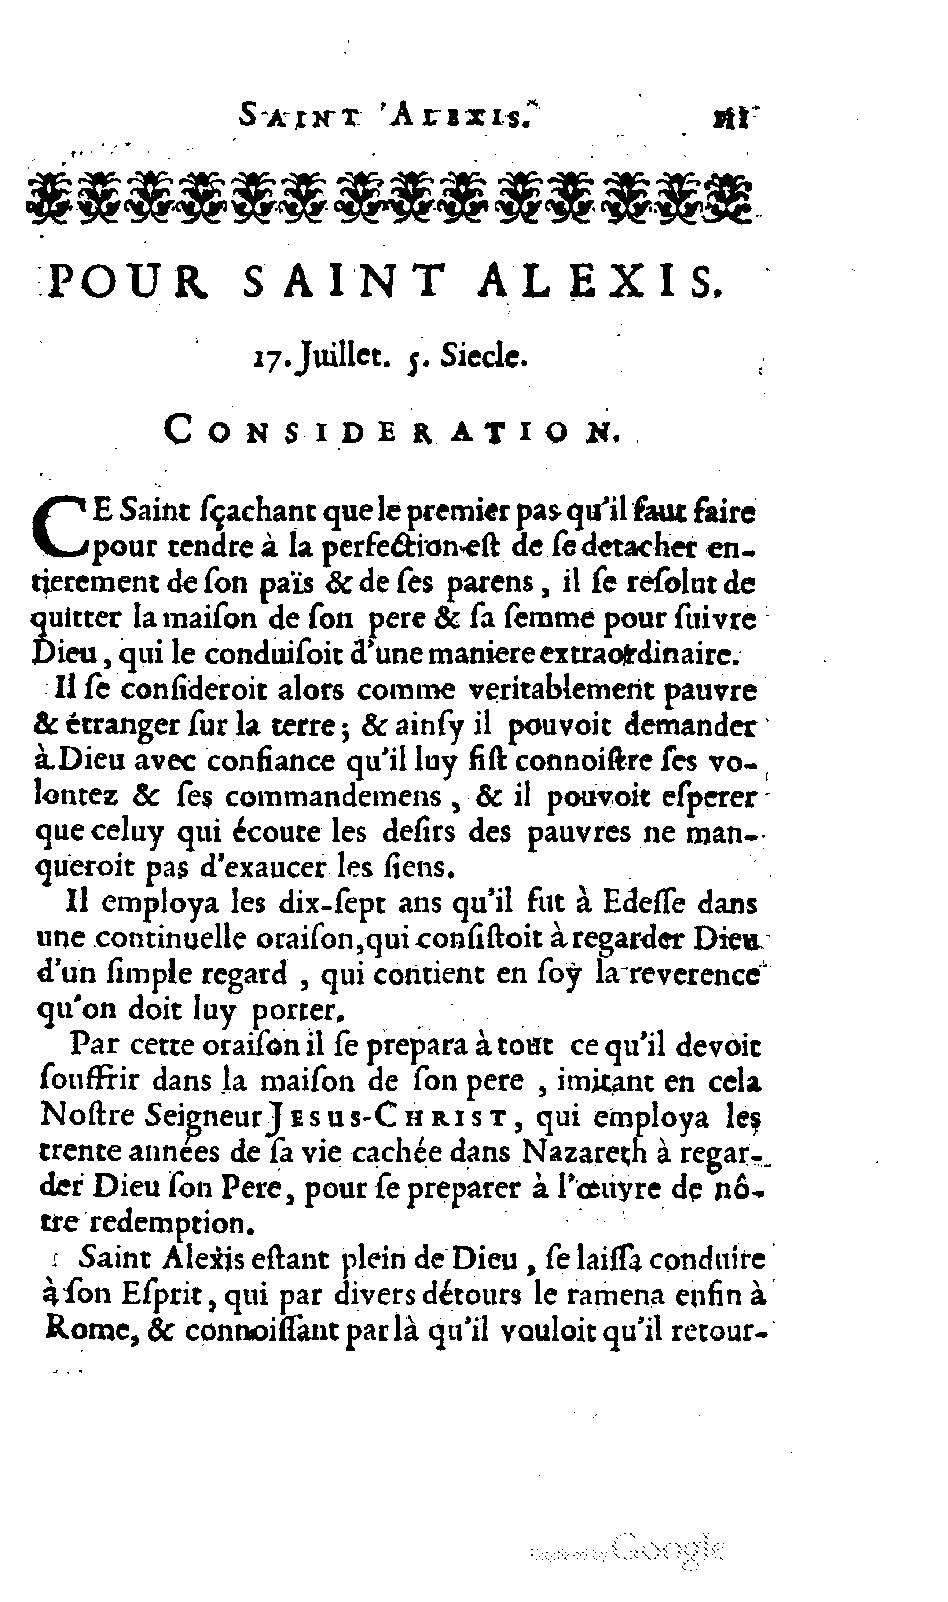 SAINT ALEXIS. 111
POUR SAINT ALEXIS.
17. Juillet. 5. Siecle.
CONSIDERATION.
CE Saint ſçachant que le premier pas qu'il faut faire
pour tendre à la perfection eſt de ſe detacher en-
tierement de ſon païs & de ſes parens, il ſe reſolut de
quitter la maiſon de ſon pere & ſa femme pour ſuivre
Dieu, qui le conduiſoit d'une maniere extraordinaire.
Il ſe conſideroit alors comme veritablement pauvre
& étranger ſur la terre; & ainſy il pouvoit demander
à Dieu avec confiance qu'il luy fiſt connoiſtre ſes vo-
lontez & ſes commandemens, & il pouvoit eſperer
que celuy qui écoute les deſirs des pauvres ne man-
queroit pas d'exaucer les ſiens.
Il employa les dix-ſept ans qu'il fut à Edeſſe dans
une continuelle oraiſon, qui conſiſtoit à regarder Dieu
d'un ſimple regard, qui contient en ſoy la reverence
qu'on doit luy porter.
Par cette oraiſon il ſe prepara à tout ce qu'il devoit
ſouffrir dans la maiſon de ſon pere, imitant en cela
Noſtre Seigneur JESUS-CHRIST, qui employa les
trente années de ſa vie cachée dans Nazareth à regar-
der Dieu ſon Pere, pour ſe preparer à l'œuvre de nô-
tre redemption.
Saint Alexis eſtant plein de Dieu, ſe laiſſa conduire
à ſon Eſprit, qui par divers détours le ramena enfin à
Rome, & connoiſſant par là qu'il vouloit qu'il retour-
Google